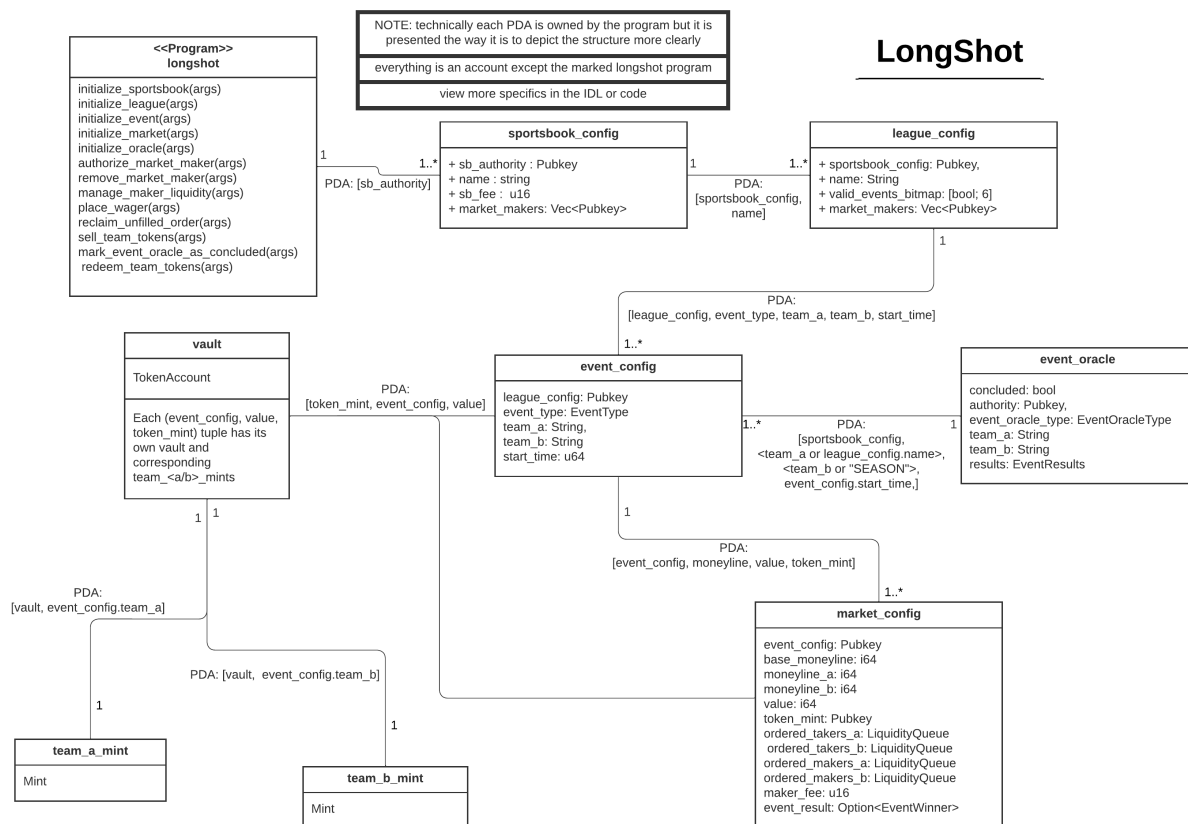 NOTE: technically each PDA is owned by the program but it is
presented the way it is to depict the structure more clearly
everything is an account except the marked longshot program
view more specifics in the IDL or code
LongShot
<<Program>>
longshot
initialize_sportsbook(args)
initialize_league(args)
initialize_event(args)
initialize_market(args)
initialize_oracle(args)
authorize_market_maker(args)
remove_market_maker(args)
manage_maker_liquidity(args)
place_wager(args)
reclaim_unfilled_order(args)
sell_team_tokens(args)
mark_event_oracle_as_concluded(args)
redeem_team_tokens(args)
1
1..*
PDA: [sb_authority]
sportsbook_config
+ sb_authority : Pubkey
+ name : string
+ sb_fee :  u16
+ market_makers: Vec<Pubkey>
1
1..*
PDA:
[sportsbook_config,
name]
league_config
+ sportsbook_config: Pubkey,
+ name: String
+ valid_events_bitmap: [bool; 6]
+ market_makers: Vec<Pubkey>
1
PDA:
[league_config, event_type, team_a, team_b, start_time]
1..*
vault
TokenAccount
Each (event_config, value,
token_mint) tuple has its
own vault and
corresponding
team_<a/b>_mints
PDA:
[token_mint, event_config, value]
event_config
league_config: Pubkey
event_type: EventType
team_a: String,
team_b: String
start_time: u64
1..*
1
PDA:
[sportsbook_config,
<team_a or league_config.name>,
<team_b or "SEASON">,
event_config.start_time,]
event_oracle
concluded: bool
authority: Pubkey,
event_oracle_type: EventOracleType
team_a: String
team_b: String
results: EventResults
1
1
1
PDA:
[event_config, moneyline, value, token_mint]
1..*
PDA:
[vault, event_config.team_a]
PDA: [vault,  event_config.team_b]
1
1
team_a_mint
Mint
team_b_mint
Mint
market_config
event_config: Pubkey
base_moneyline: i64
moneyline_a: i64
moneyline_b: i64
value: i64
token_mint: Pubkey
ordered_takers_a: LiquidityQueue
ordered_takers_b: LiquidityQueue
ordered_makers_a: LiquidityQueue
ordered_makers_b: LiquidityQueue
maker_fee: u16
event_result: Option<EventWinner>